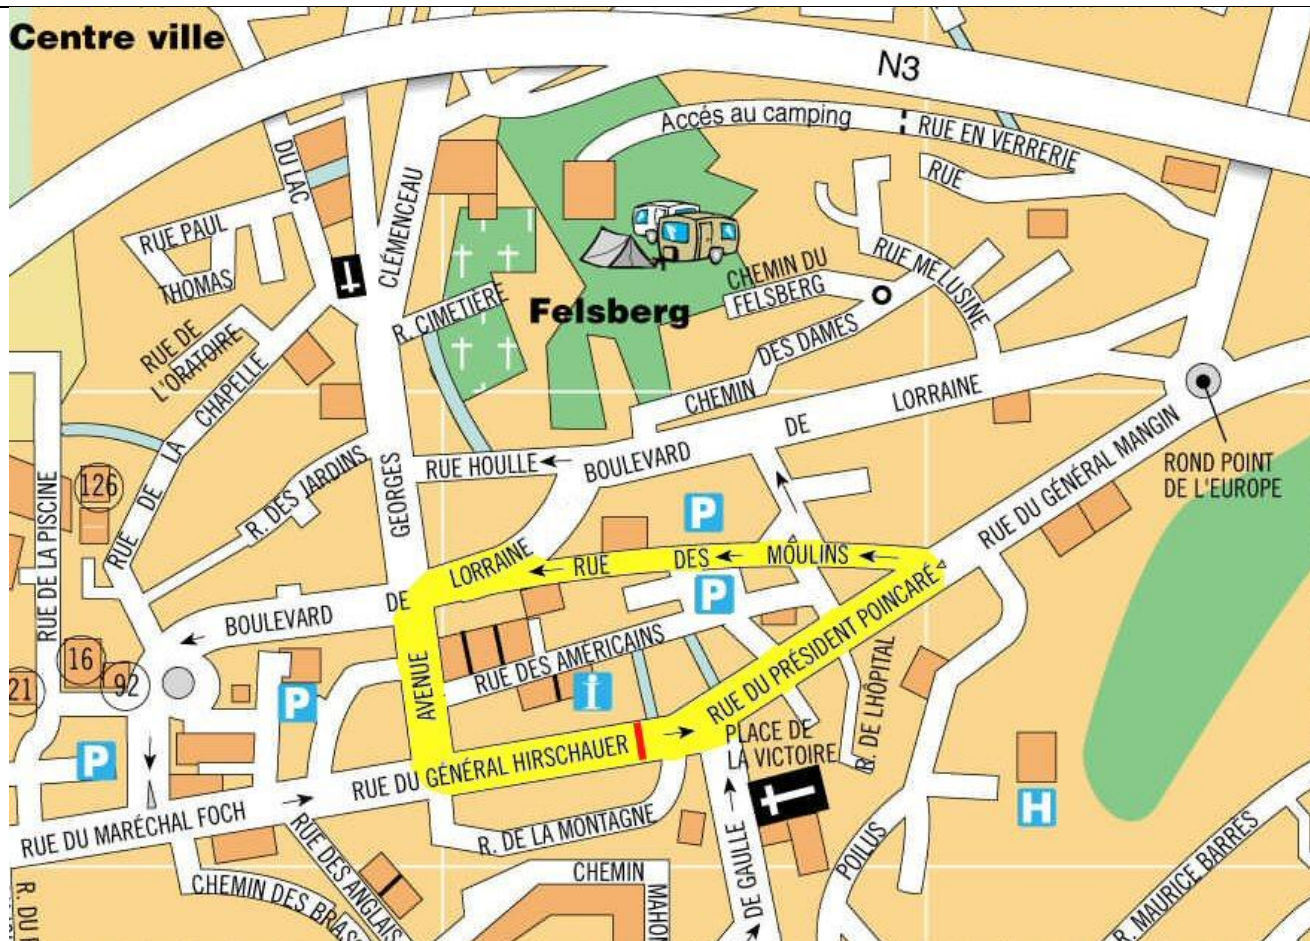 Centre ville
N3
Accés au camping
RUE EN VERRERIE
RUE
DU LAC
CLÉMENCEAU
RUE PAUL
THOMAS
RUE MELUSINE
CHEMIN DU
FELSBERG
R. CIMETIÈRE
Felsberg
RUE DE
L'ORATOIRE
DES DAMES
CHEMIN
RUE DE LA CHAPELLE
BOULEVARD DE LORRAINE
RUE HOULLE
RUE DU GÉNÉRAL MANGIN
ROND POINT
DE L'EUROPE
R. DES JARDINS
GEORGES
126
RUE DE LA PISCINE
P
LORRAINE
RUE DES MOULINS
P
BOULEVARD DE
RUE DU PRÉSIDENT POINCARÉ
RUE DES AMÉRICAINS
AVENUE
R. DE LHÔPITAL
16
92
21
P
i
P
PLACE DE
LA VICTOIRE
RUE DU GÉNÉRAL HIRSCHAUER
RUE DU MARÉCHAL FOCH
R. DE LA MONTAGNE
H
DE GAULLE
POILUS
R. MAURICE BARRÈS
RUE DES ANGLAIS
CHEMIN DES BRASS
CHEMIN
MAHON
R. DU